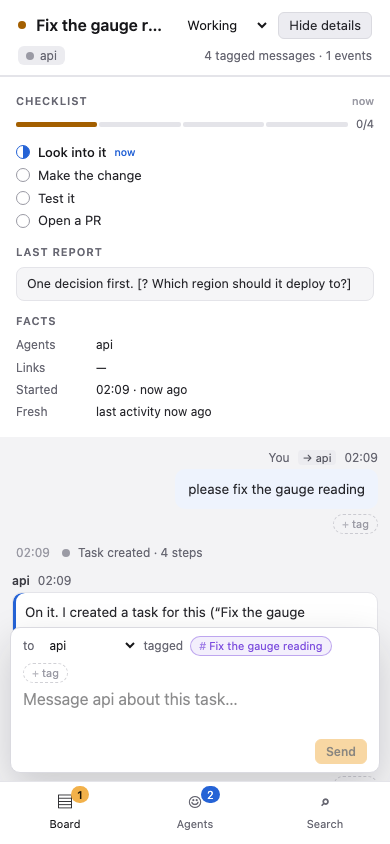 Fix the gauge r... Working Hide details
api 4 tagged messages · 1 events
CHECKLIST now
0/4
Look into it now
Make the change
Test it
Open a PR
LAST REPORT
One decision first. [? Which region should it deploy to?]
FACTS
Agents api
Links —
Started 02:09 · now ago
Fresh last activity now ago
You → api 02:09
please fix the gauge reading
+ tag
02:09 Task created · 4 steps
api 02:09
On it. I created a task for this (“Fix the gauge
to api tagged # Fix the gauge reading
+ tag
Message api about this task...
Send
1 2
Board Agents Search